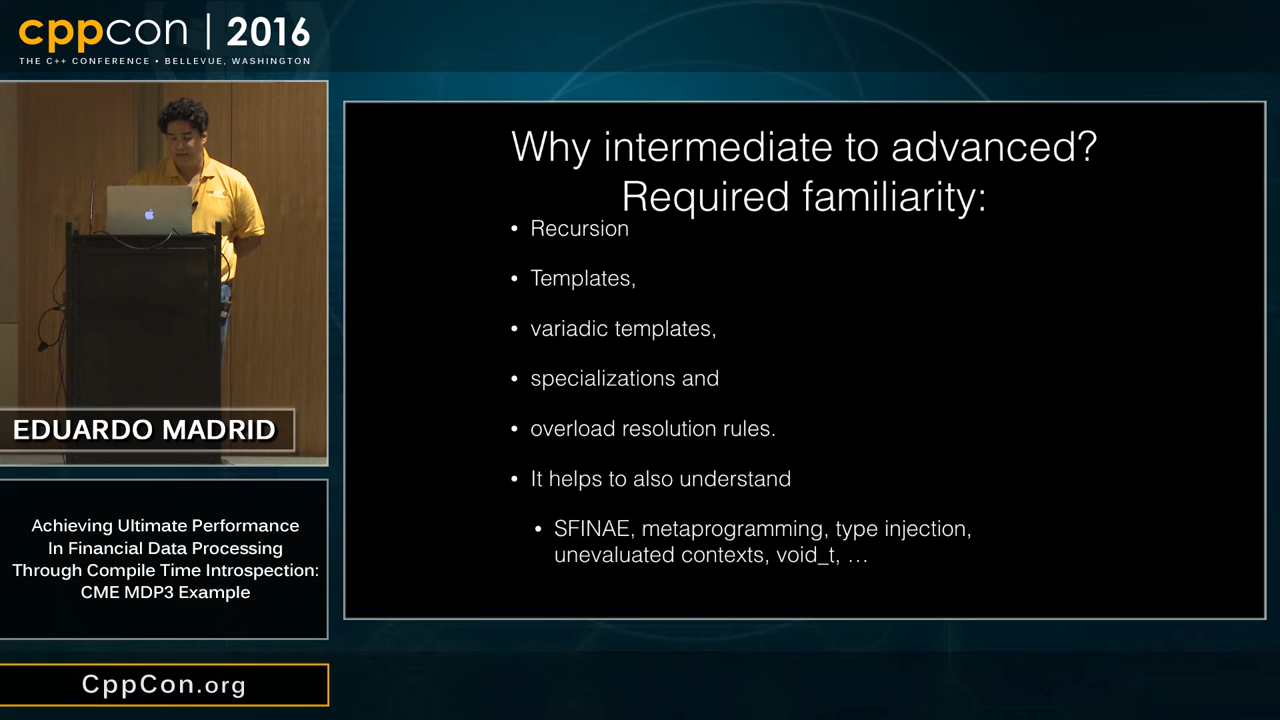 cppcon | 2016
THE C++ CONFERENCE • BELLEVUE, WASHINGTON
EDUARDO MADRID
Achieving Ultimate Performance
In Financial Data Processing
Through Compile Time Introspection:
CME MDP3 Example
CppCon.org
Why intermediate to advanced?
Required familiarity:
• Recursion
• Templates,
• variadic templates,
• specializations and
• overload resolution rules.
• It helps to also understand
• SFINAE, metaprogramming, type injection,
unevaluated contexts, void_t, …